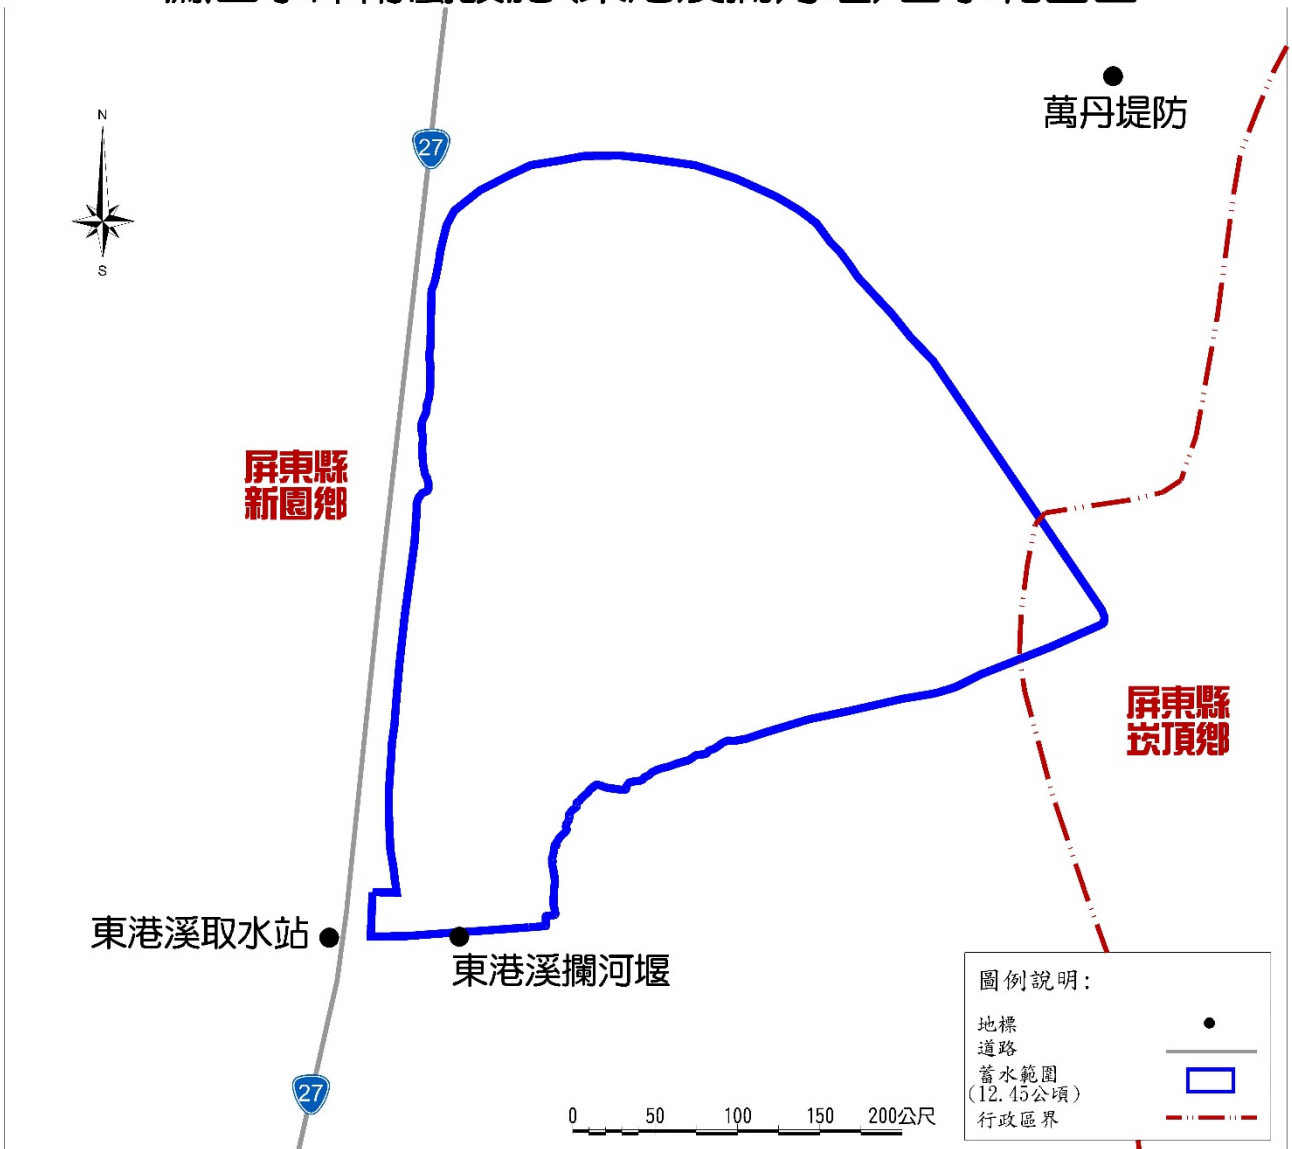 萬丹堤防
N
27
S
屏東縣
新園鄉
屏東縣
崁頂鄉
東港溪取水站
東港溪攔河堰
圖例說明:
地標
道路
蓄水範圍
(12.45公頃)
行政區界
27
0 50 100 150 200公尺